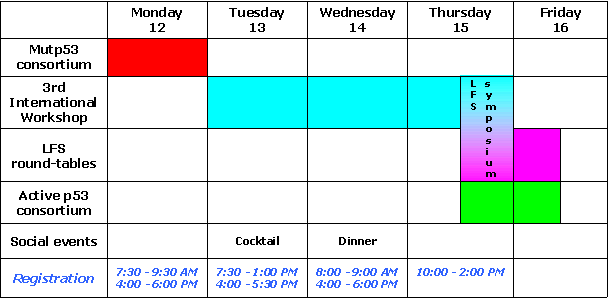 Monday Tuesday Wednesday Thursday Friday
12 13 14 15 16
Mutp53
consortium
3rd
International
Workshop
LFS symposium
LFS
round-tables
Active p53
consortium
Social events Cocktail Dinner
Registration 7:30 - 9:30 AM 7:30 - 1:00 PM 8:00 - 9:00 AM 10:00 - 2:00 PM
4:00 - 6:00 PM 4:00 - 5:30 PM 4:00 - 6:00 PM